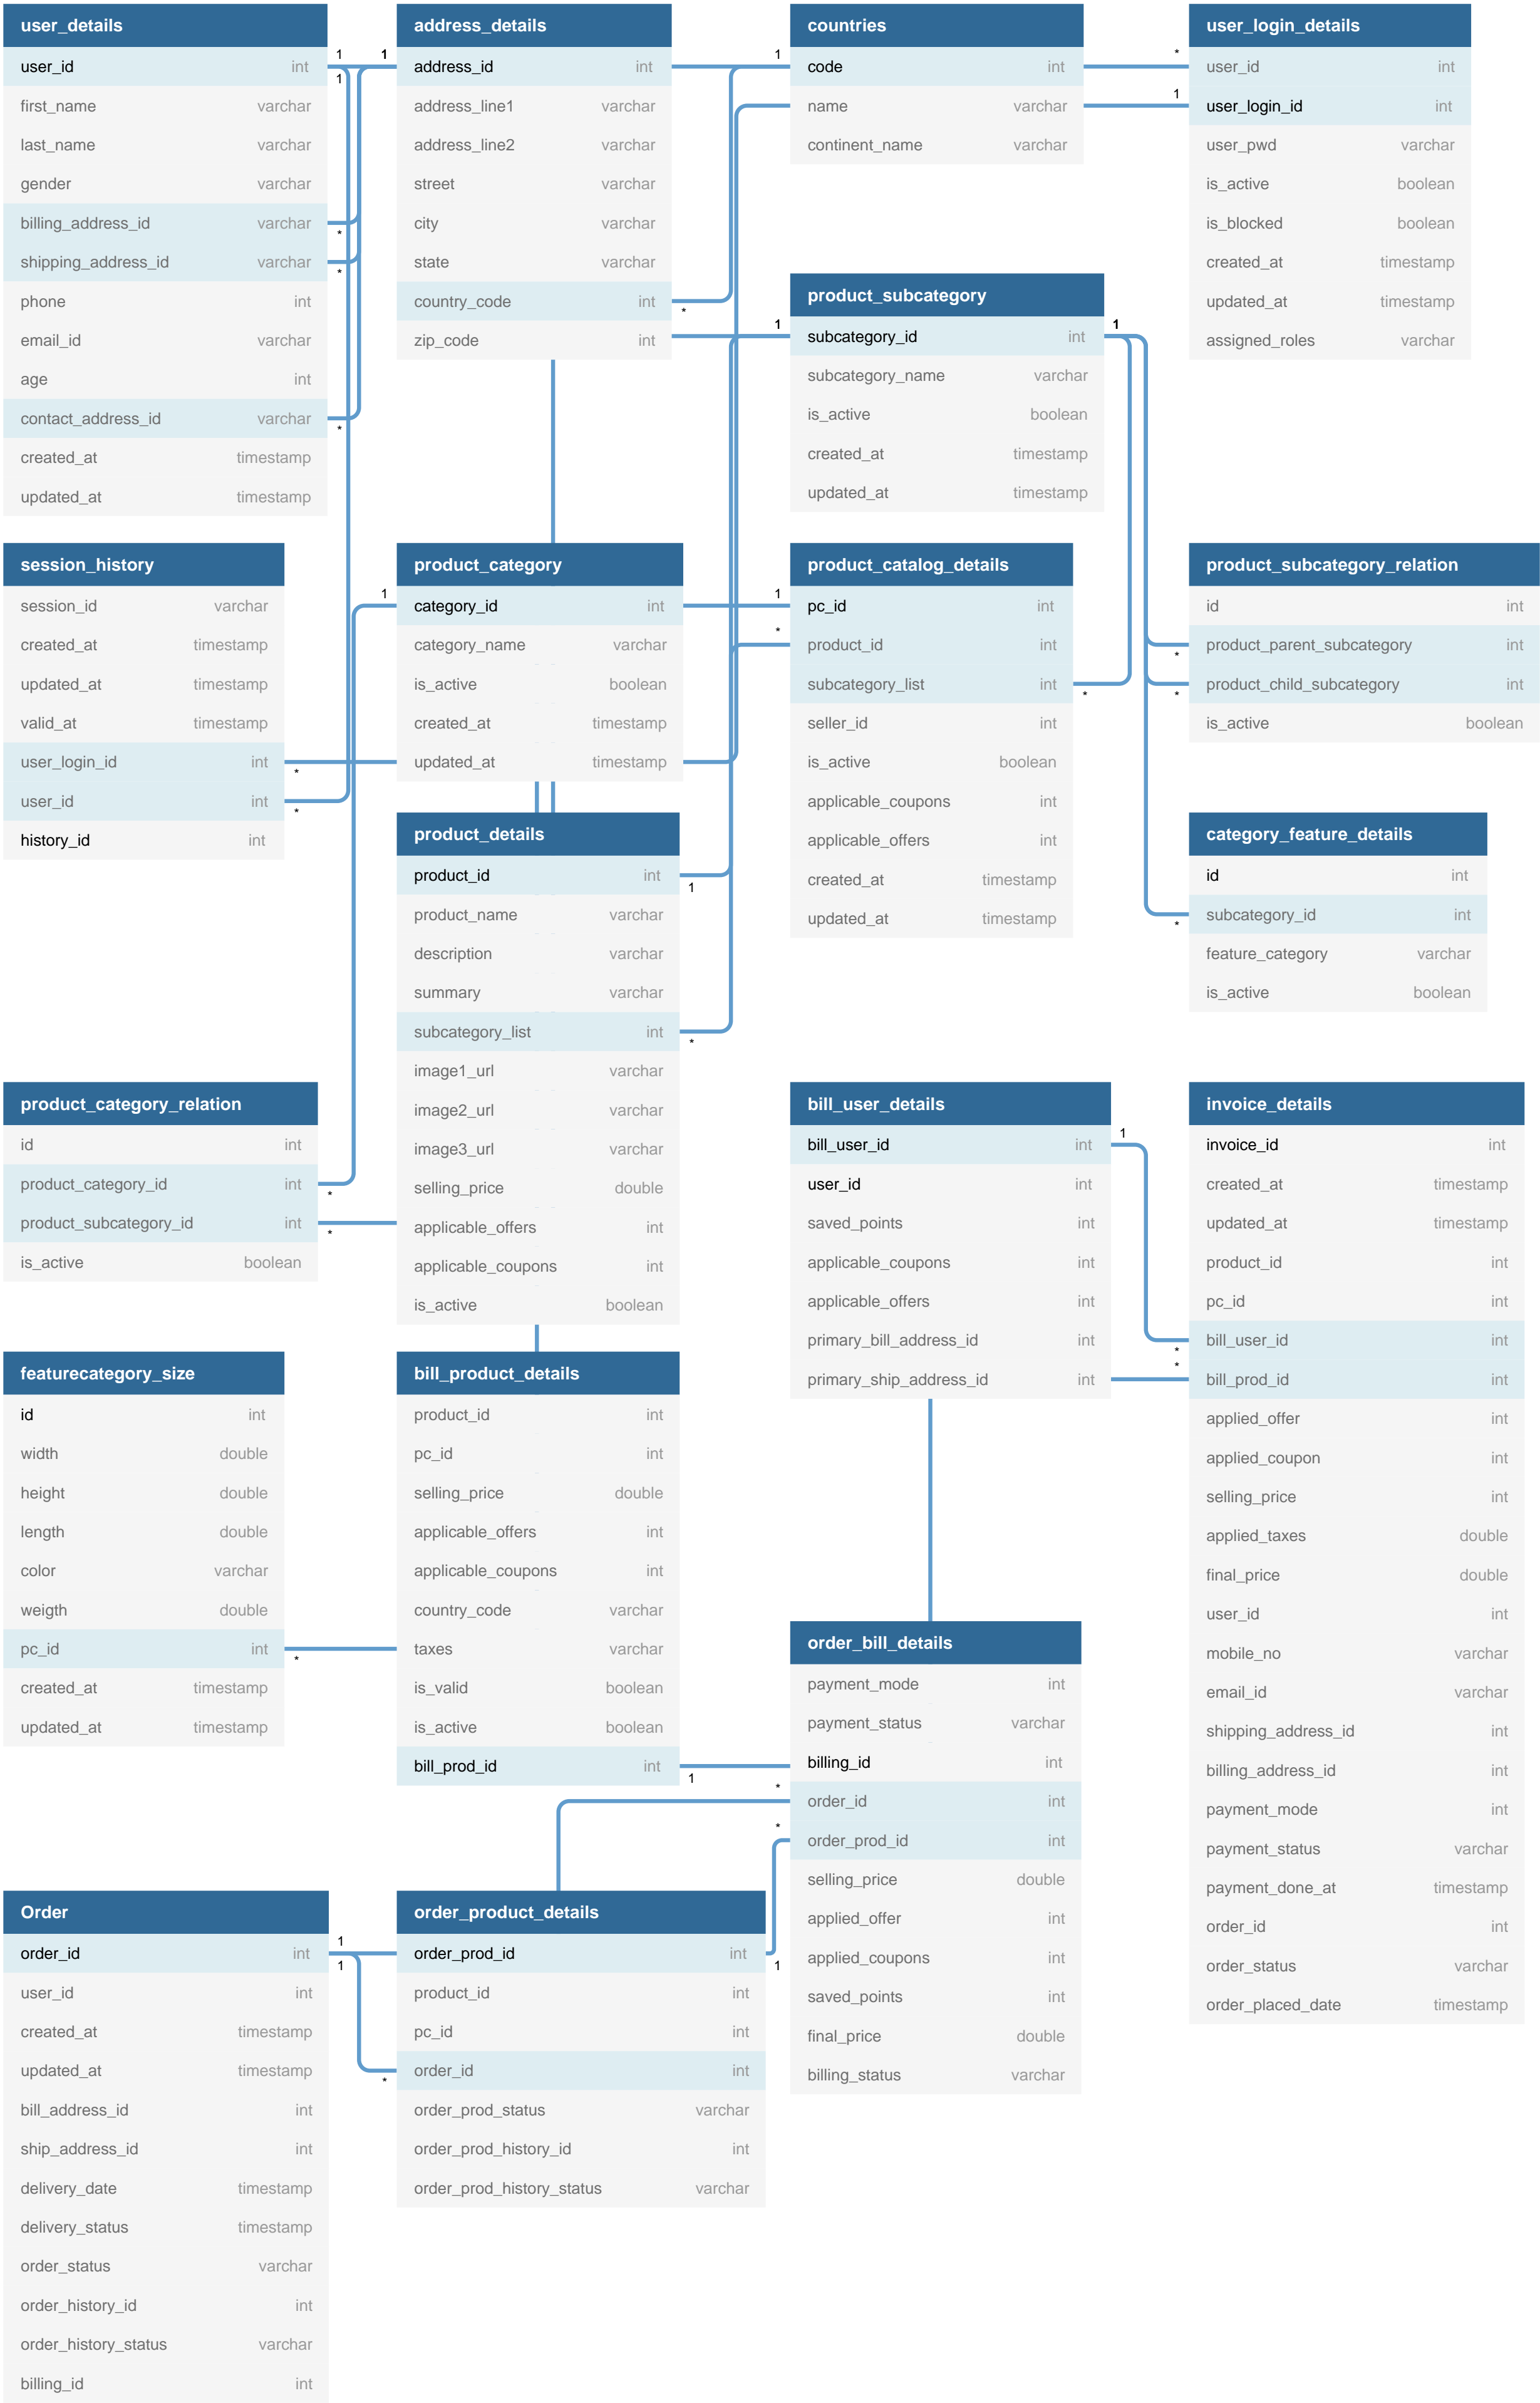 user_details
user_id int
first_name varchar
last_name varchar
gender varchar
billing_address_id varchar
shipping_address_id varchar
phone int
email_id varchar
age int
contact_address_id varchar
created_at timestamp
updated_at timestamp
1
1
*
*
*
1
address_details
address_id int
address_line1 varchar
address_line2 varchar
street varchar
city varchar
state varchar
country_code int
zip_code int
*
1
countries
code int
name varchar
continent_name varchar
*
1
user_login_details
user_id int
user_login_id int
user_pwd varchar
is_active boolean
is_blocked boolean
created_at timestamp
updated_at timestamp
assigned_roles varchar
1
product_subcategory
subcategory_id int
subcategory_name varchar
is_active boolean
created_at timestamp
updated_at timestamp
1
session_history
session_id varchar
created_at timestamp
updated_at timestamp
valid_at timestamp
user_login_id int
user_id int
history_id int
*
*
1
product_category
category_id int
category_name varchar
is_active boolean
created_at timestamp
updated_at timestamp
1
*
product_catalog_details
pc_id int
product_id int
subcategory_list int
seller_id int
is_active boolean
applicable_coupons int
applicable_offers int
created_at timestamp
updated_at timestamp
*
*
*
product_subcategory_relation
id int
product_parent_subcategory int
product_child_subcategory int
is_active boolean
product_details
product_id int
product_name varchar
description varchar
summary varchar
subcategory_list int
image1_url varchar
image2_url varchar
image3_url varchar
selling_price double
applicable_offers int
applicable_coupons int
is_active boolean
1
*
*
category_feature_details
id int
subcategory_id int
feature_category varchar
is_active boolean
product_category_relation
id int
product_category_id int
product_subcategory_id int
is_active boolean
*
*
bill_user_details
bill_user_id int
user_id int
saved_points int
applicable_coupons int
applicable_offers int
primary_bill_address_id int
primary_ship_address_id int
1
*
*
invoice_details
invoice_id int
created_at timestamp
updated_at timestamp
product_id int
pc_id int
bill_user_id int
bill_prod_id int
applied_offer int
applied_coupon int
selling_price int
applied_taxes double
final_price double
user_id int
mobile_no varchar
email_id varchar
shipping_address_id int
billing_address_id int
payment_mode int
payment_status varchar
payment_done_at timestamp
order_id int
order_status varchar
order_placed_date timestamp
featurecategory_size
id int
width double
height double
length double
color varchar
weigth double
pc_id int
created_at timestamp
updated_at timestamp
*
bill_product_details
product_id int
pc_id int
selling_price double
applicable_offers int
applicable_coupons int
country_code varchar
taxes varchar
is_valid boolean
is_active boolean
bill_prod_id int
1
*
*
order_bill_details
payment_mode int
payment_status varchar
billing_id int
order_id int
order_prod_id int
selling_price double
applied_offer int
applied_coupons int
saved_points int
final_price double
billing_status varchar
Order
order_id int
user_id int
created_at timestamp
updated_at timestamp
bill_address_id int
ship_address_id int
delivery_date timestamp
delivery_status timestamp
order_status varchar
order_history_id int
order_history_status varchar
billing_id int
1
1
*
order_product_details
order_prod_id int
product_id int
pc_id int
order_id int
order_prod_status varchar
order_prod_history_id int
order_prod_history_status varchar
1